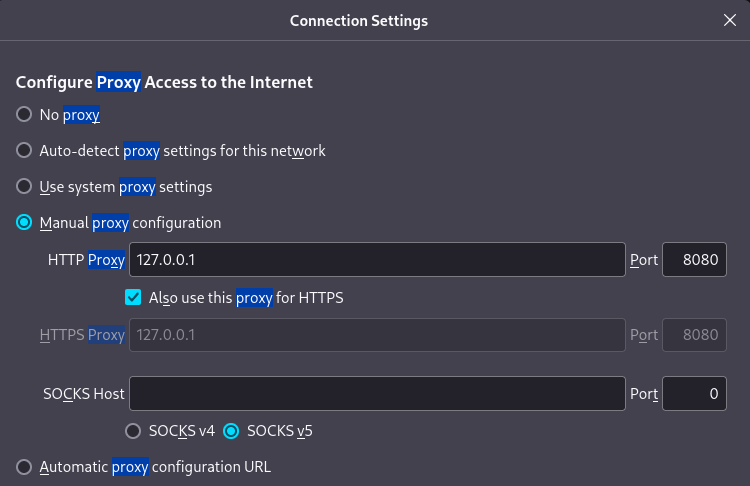 Connection Settings
Configure Proxy Access to the Internet
No proxy
Auto-detect proxy settings for this network
Use system proxy settings
Manual proxy configuration
HTTP Proxy 127.0.0.1 Port 8080
Also use this proxy for HTTPS
HTTPS Proxy 127.0.0.1 Port 8080
SOCKS Host Port 0
SOCKS v4 SOCKS v5
Automatic proxy configuration URL